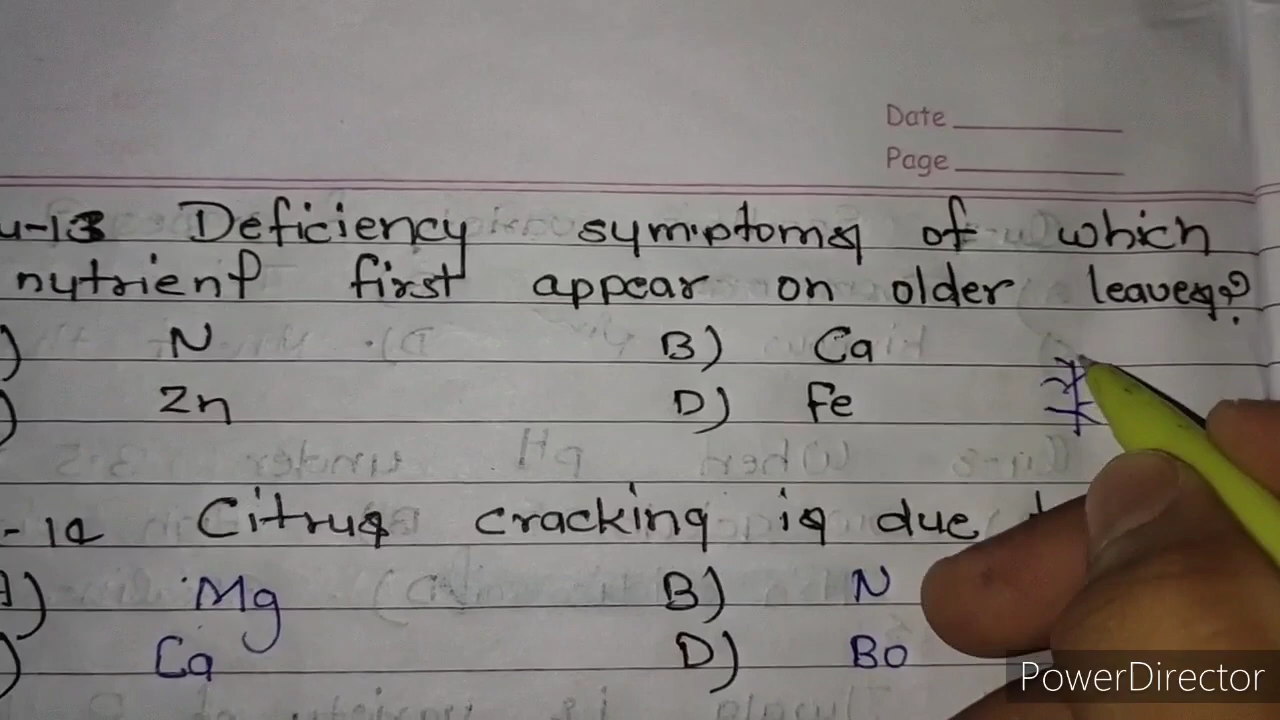 Date
Page
u-13 Deficiency symptoms of which
nutrient first appear on older leaves?
) N B) Ca
) Zn D) Fe
-14 Citrus cracking is due
A) Mg B) N
) Ca D) Bo
PowerDirector